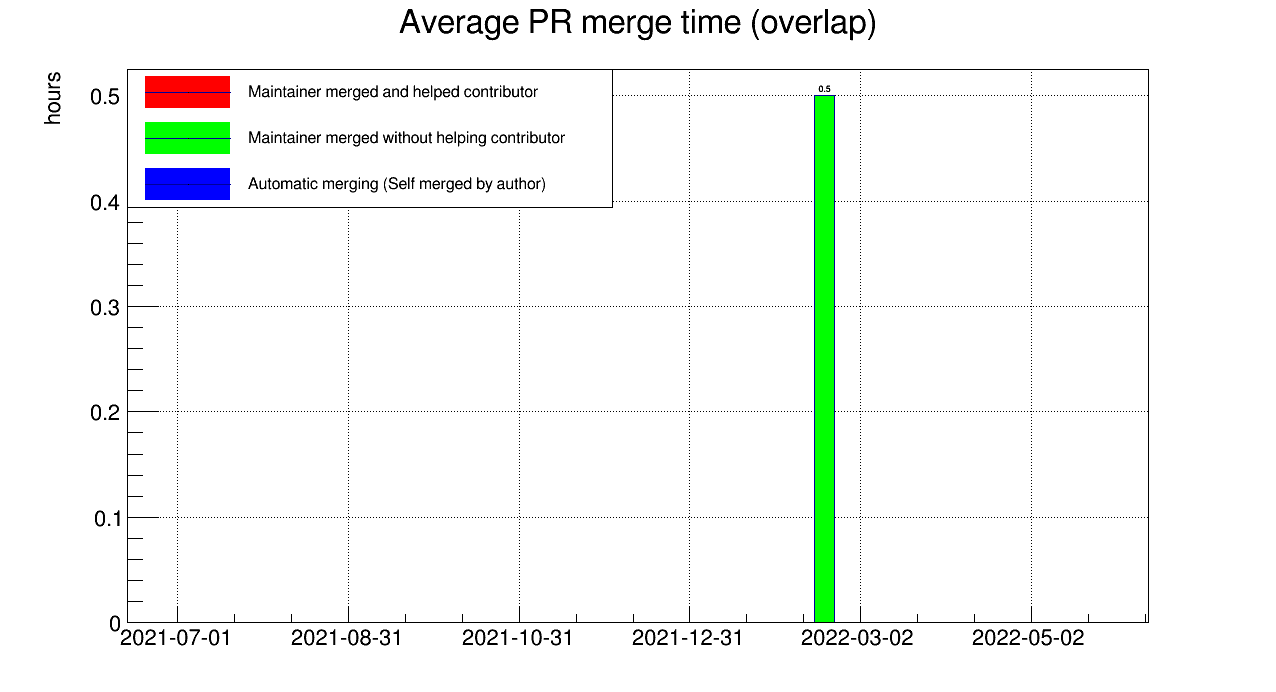 Average PR merge time (overlap)
hours
Maintainer merged and helped contributor
Maintainer merged without helping contributor
Automatic merging (Self merged by author)
0.5
0.5
0.4
0.3
0.2
0.1
0
2021-07-01 2021-08-31 2021-10-31 2021-12-31 2022-03-02 2022-05-02